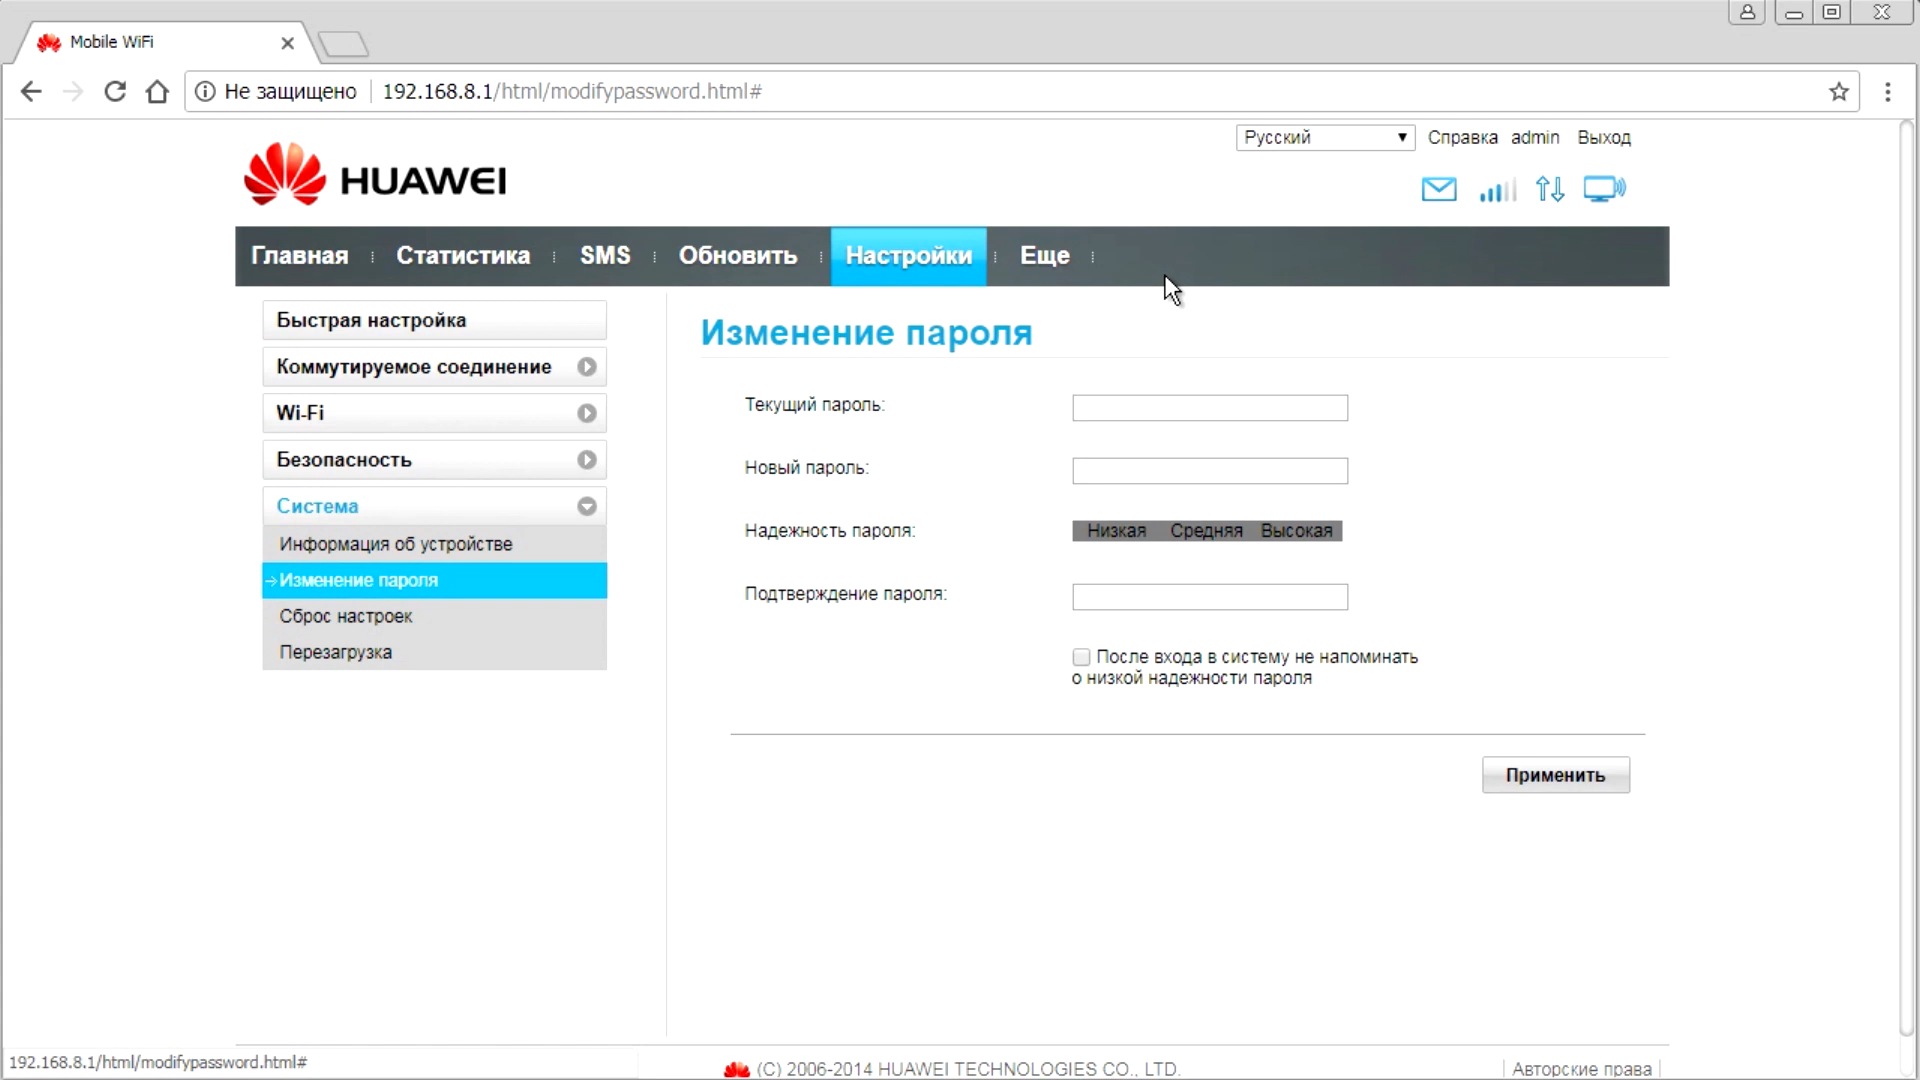 Mobile WiFi
Не защищено 192.168.8.1/html/modifypassword.html#
Русский Справка admin Выход
HUAWEI
Главная Статистика SMS Обновить Настройки Еще
Быстрая настройка
Коммутируемое соединение
Wi-Fi
Безопасность
Система
Информация об устройстве
Изменение пароля
Сброс настроек
Перезагрузка
Изменение пароля
Текущий пароль:
Новый пароль:
Надежность пароля: Низкая Средняя Высокая
Подтверждение пароля:
После входа в систему не напоминать
о низкой надежности пароля
Применить
192.168.8.1/html/modifypassword.html#
(C) 2006-2014 HUAWEI TECHNOLOGIES CO., LTD. Авторские права